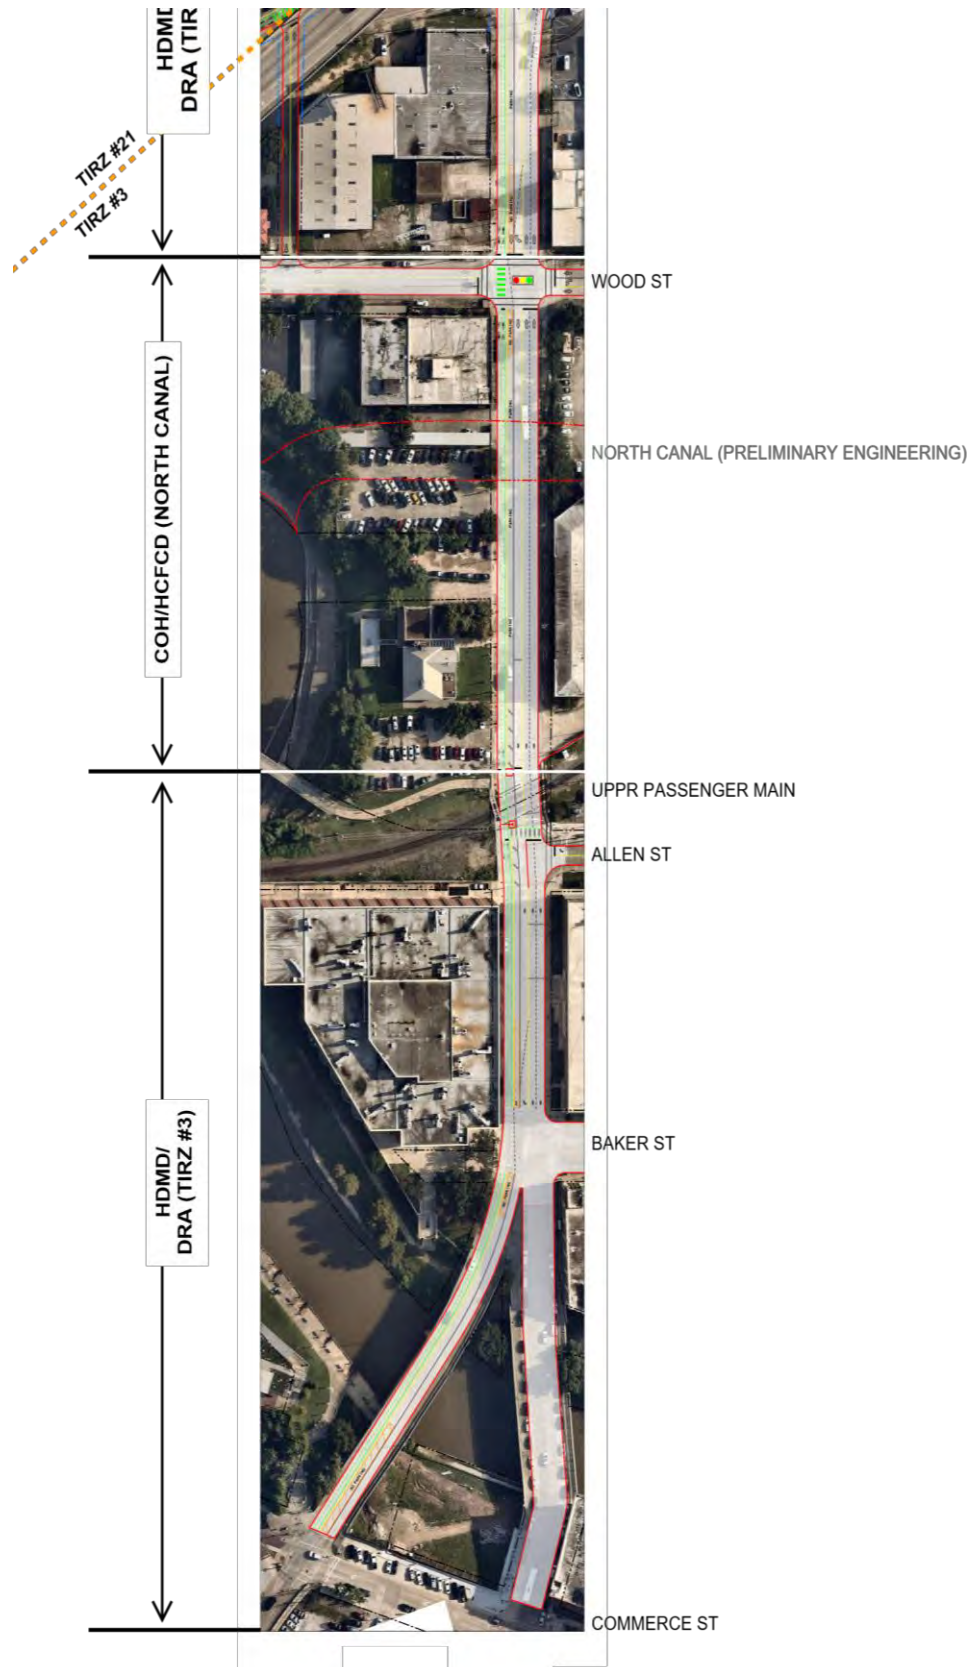 HDMD
DRA (TIR
TIRZ #21
TIRZ #3
WOOD ST
COH/HCFCD (NORTH CANAL)
NORTH CANAL (PRELIMINARY ENGINEERING)
UPPR PASSENGER MAIN
ALLEN ST
BAKER ST
HDMD/
DRA (TIRZ #3)
COMMERCE ST